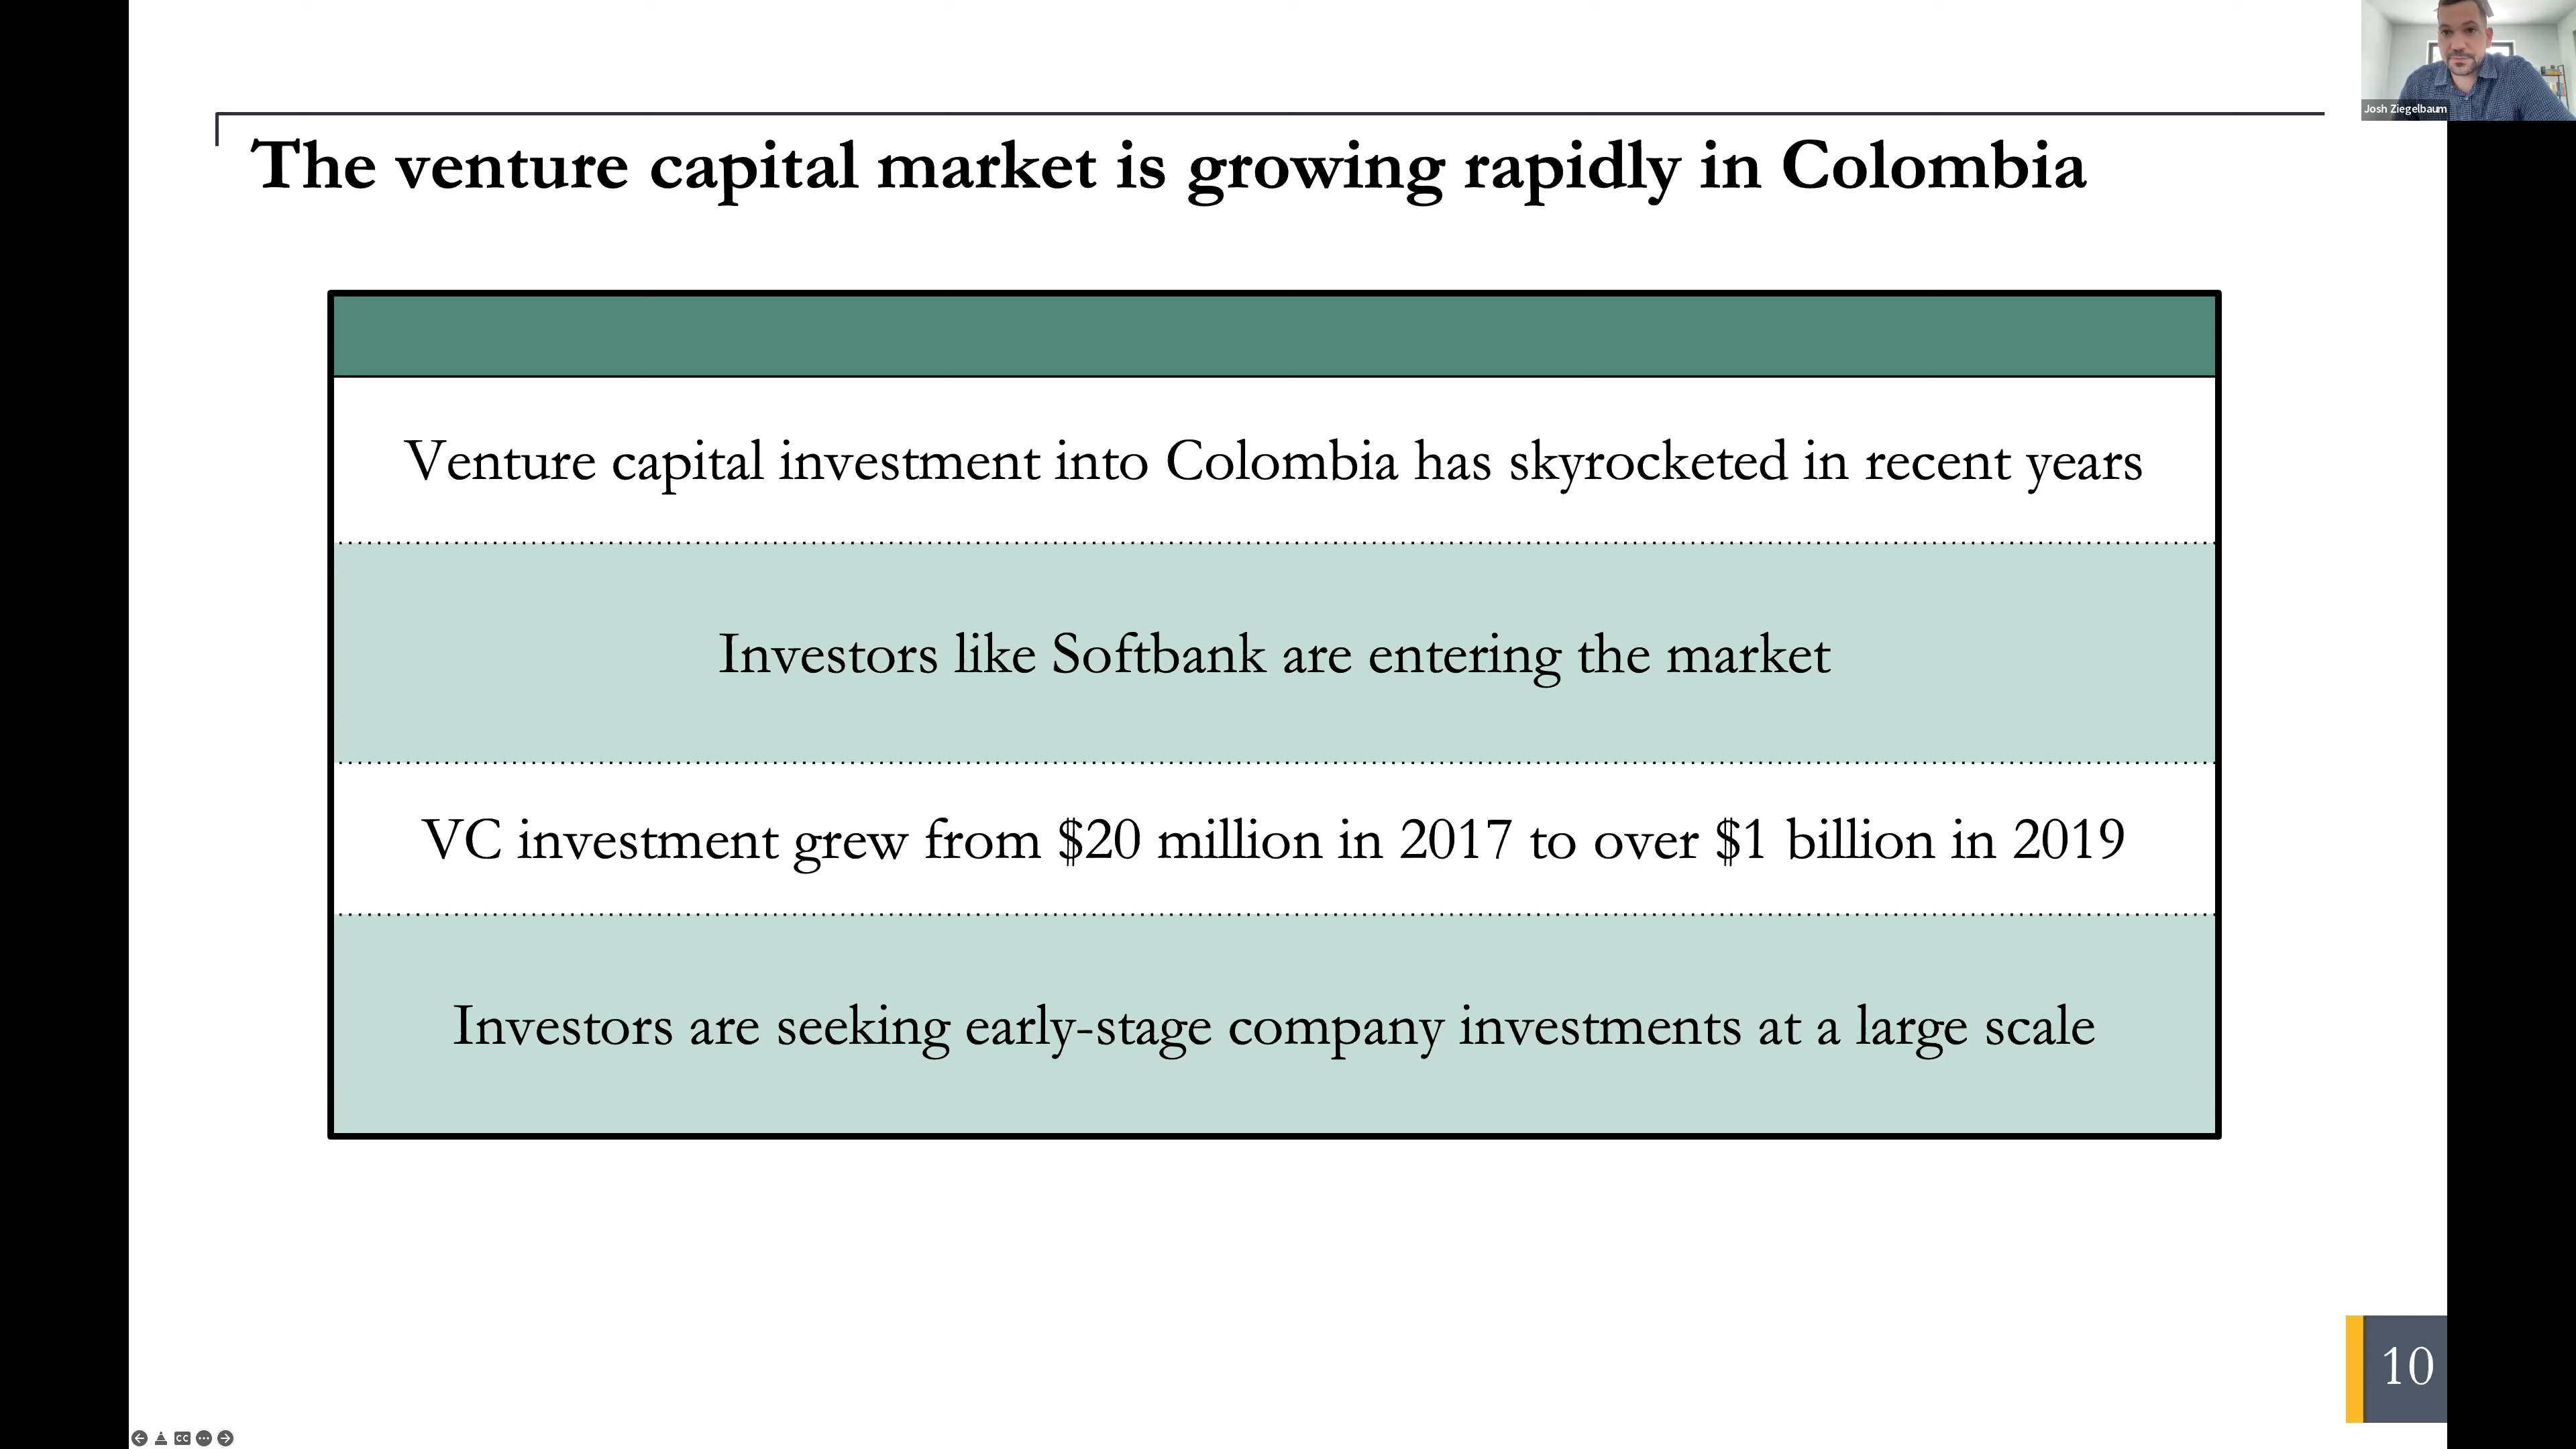 Josh Ziegelbaum
The venture capital market is growing rapidly in Colombia
Venture capital investment into Colombia has skyrocketed in recent years
Investors like Softbank are entering the market
VC investment grew from $20 million in 2017 to over $1 billion in 2019
Investors are seeking early-stage company investments at a large scale
10
CC